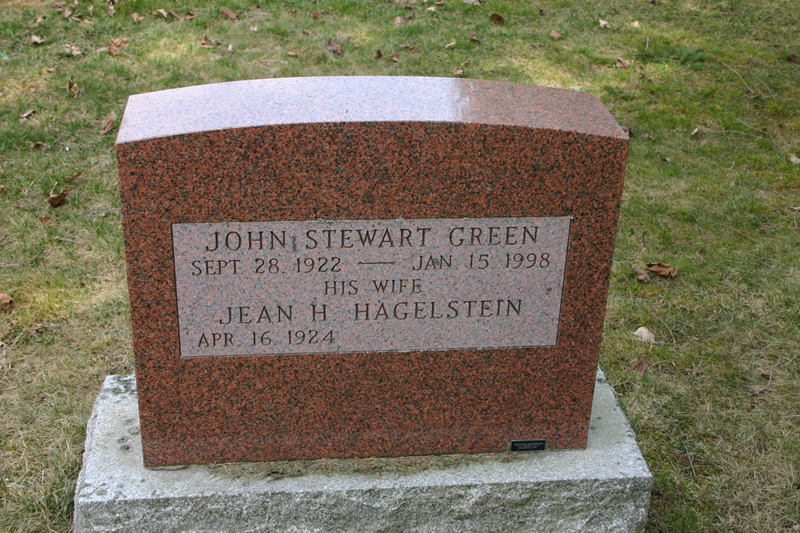 JOHN STEWART GREEN
SEPT. 28. 1922 — JAN. 15. 1998
HIS WIFE
JEAN H. HAGELSTEIN
APR. 16. 1924